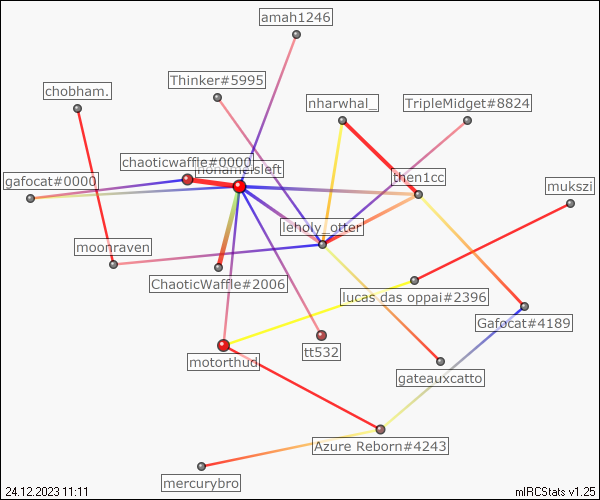 amah1246
Thinker#5995
chobham.
nharwhal_
TripleMidget#8824
chaoticwaffle#0000
nonameisleft
gafocat#0000
then1cc
mukszi
leholy_otter
moonraven
ChaoticWaffle#2006
lucas das oppai#2396
Gafocat#4189
tt532
motorthud
gateauxcatto
Azure Reborn#4243
mercurybro
24.12.2023 11:11
mIRCStats v1.25